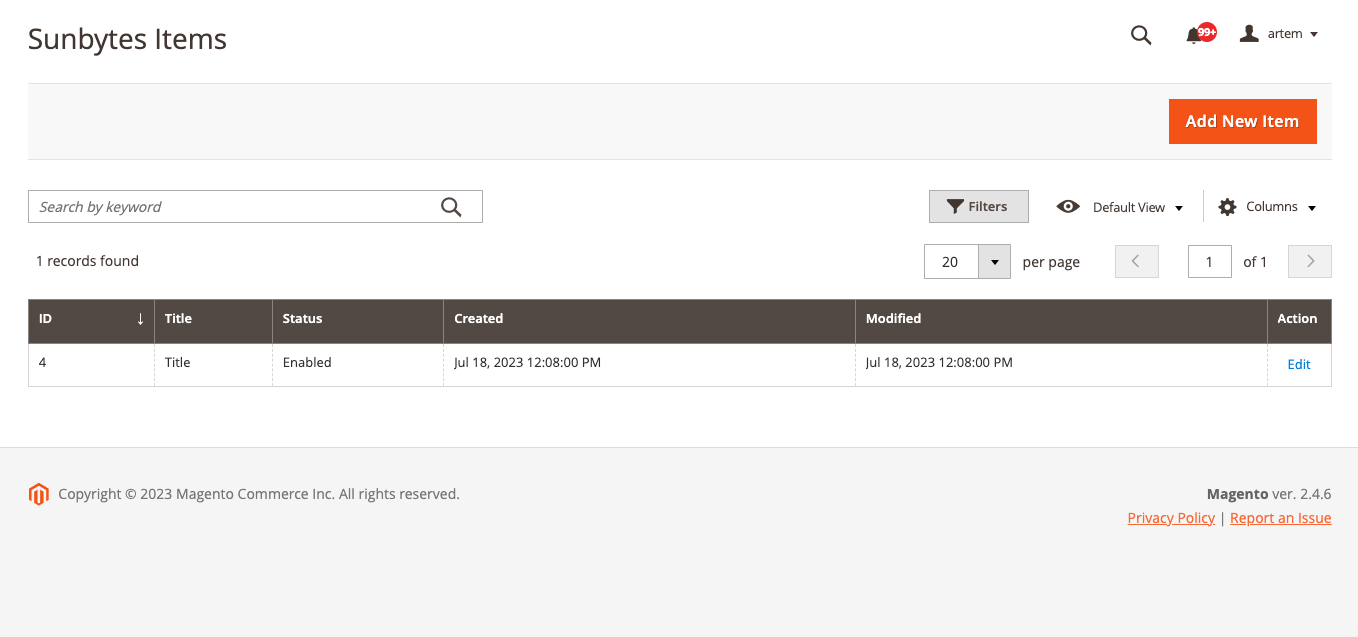 Sunbytes Items
99+
artem
Add New Item
Search by keyword
Filters
Default View
Columns
1 records found
20
per page
1
of 1
ID ↓ Title Status Created Modified Action
4 Title Enabled Jul 18, 2023 12:08:00 PM Jul 18, 2023 12:08:00 PM Edit
Copyright © 2023 Magento Commerce Inc. All rights reserved.
Magento ver. 2.4.6
Privacy Policy | Report an Issue